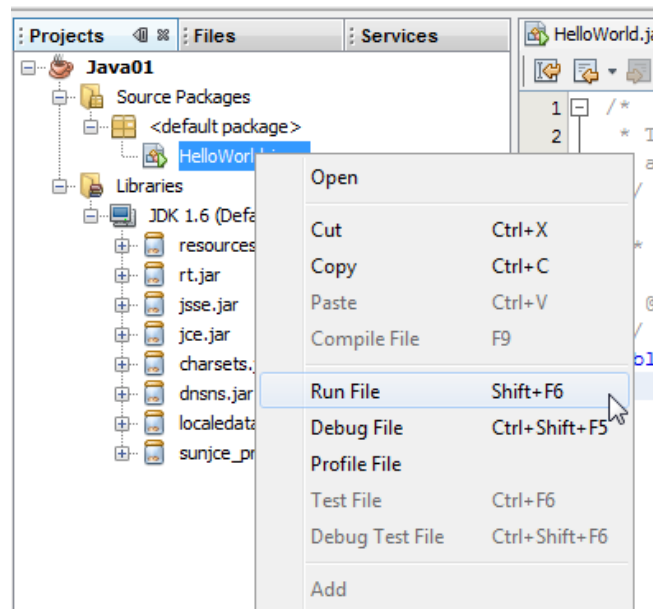 Projects
Files
Services
HelloWorld.ja
Java01
Source Packages
<default package>
HelloWorld
Libraries
JDK 1.6 (Defa
resources
rt.jar
jsse.jar
jce.jar
charsets.
dnsns.jar
localedata
sunjce_pr
1 /*
2 * T
Open
Cut Ctrl+X
Copy Ctrl+C
Paste Ctrl+V
Compile File F9
Run File Shift+F6
Debug File Ctrl+Shift+F5
Profile File
Test File Ctrl+F6
Debug Test File Ctrl+Shift+F6
Add